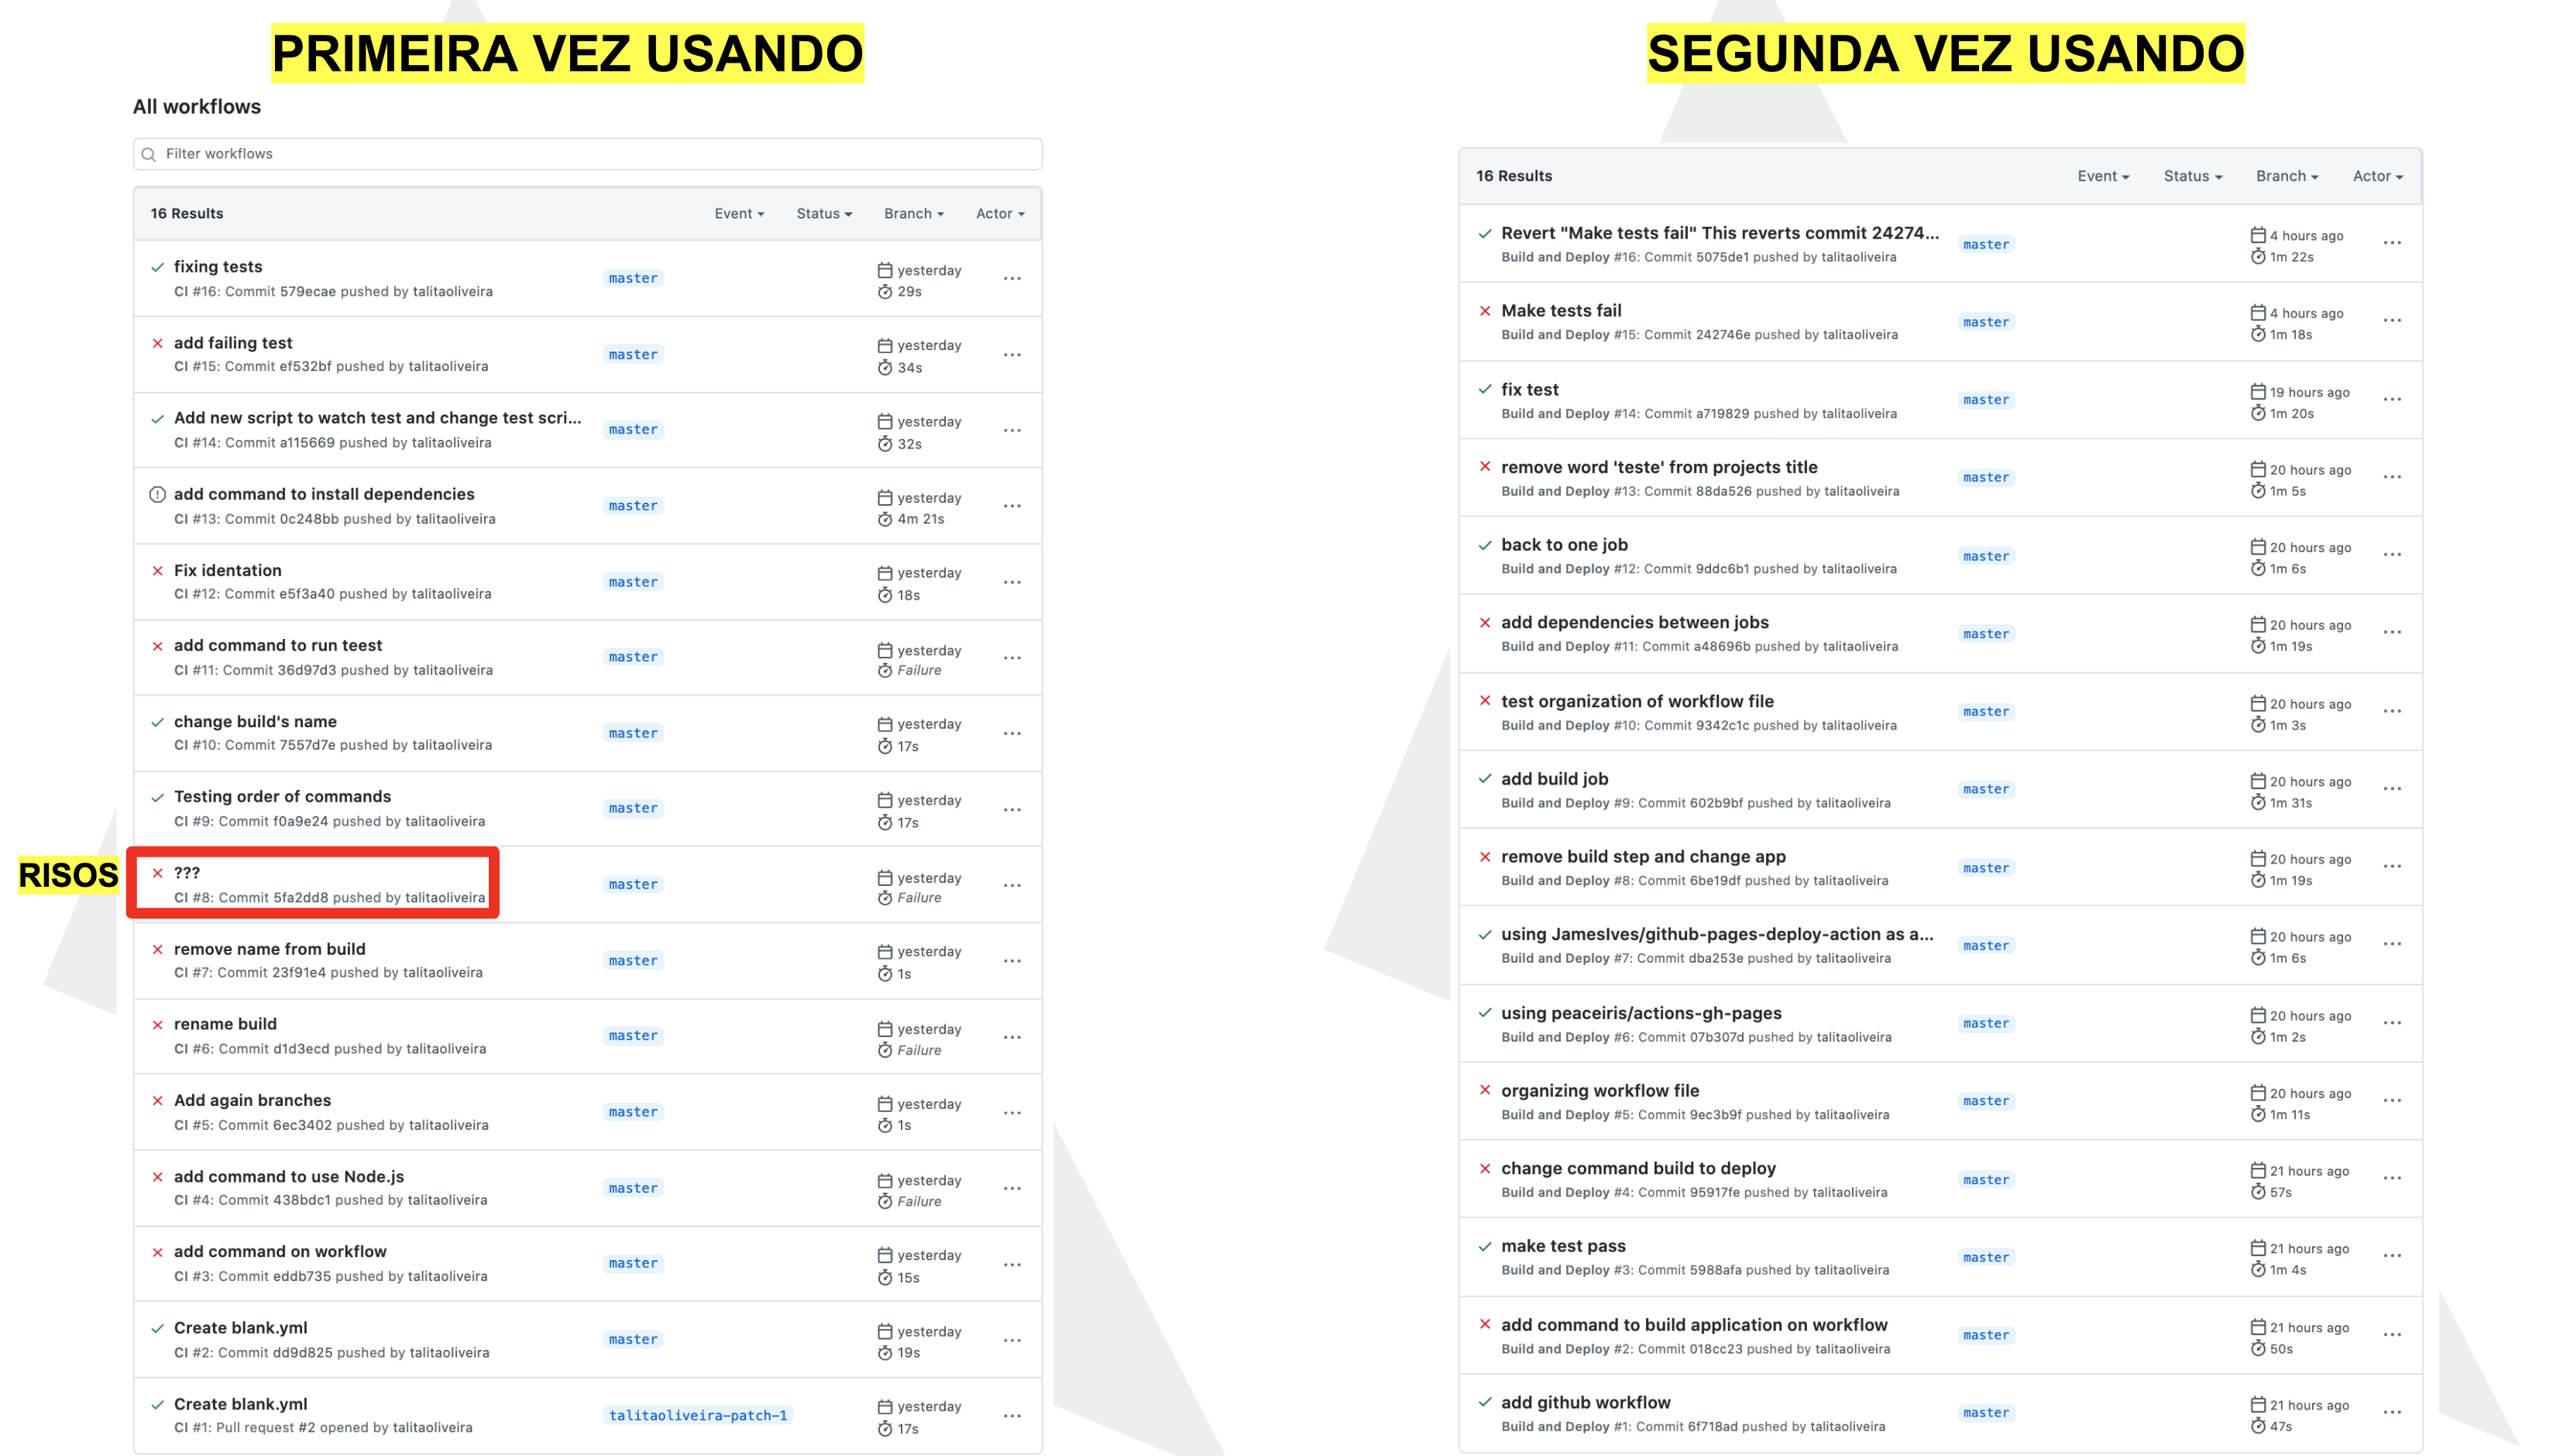 PRIMEIRA VEZ USANDO
All workflows
Filter workflows
16 Results Event Status Branch Actor
fixing tests
CI #16: Commit 579ecae pushed by talitaoliveira
master
yesterday
29s
add failing test
CI #15: Commit ef532bf pushed by talitaoliveira
master
yesterday
34s
Add new script to watch test and change test scri...
CI #14: Commit a115669 pushed by talitaoliveira
master
yesterday
32s
add command to install dependencies
CI #13: Commit 0c248bb pushed by talitaoliveira
master
yesterday
4m 21s
Fix identation
CI #12: Commit e5f3a40 pushed by talitaoliveira
master
yesterday
18s
add command to run teest
CI #11: Commit 36d97d3 pushed by talitaoliveira
master
yesterday
Failure
change build's name
CI #10: Commit 7557d7e pushed by talitaoliveira
master
yesterday
17s
Testing order of commands
CI #9: Commit f0a9e24 pushed by talitaoliveira
master
yesterday
17s
RISOS
???
CI #8: Commit 5fa2dd8 pushed by talitaoliveira
master
yesterday
Failure
remove name from build
CI #7: Commit 23f91e4 pushed by talitaoliveira
master
yesterday
1s
rename build
CI #6: Commit d1d3ecd pushed by talitaoliveira
master
yesterday
Failure
Add again branches
CI #5: Commit 6ec3402 pushed by talitaoliveira
master
yesterday
1s
add command to use Node.js
CI #4: Commit 438bdc1 pushed by talitaoliveira
master
yesterday
Failure
add command on workflow
CI #3: Commit eddb735 pushed by talitaoliveira
master
yesterday
15s
Create blank.yml
CI #2: Commit dd9d825 pushed by talitaoliveira
master
yesterday
19s
Create blank.yml
CI #1: Pull request #2 opened by talitaoliveira
talitaoliveira-patch-1
yesterday
17s
SEGUNDA VEZ USANDO
16 Results Event Status Branch Actor
Revert "Make tests fail" This reverts commit 24274...
Build and Deploy #16: Commit 5075de1 pushed by talitaoliveira
master
4 hours ago
1m 22s
Make tests fail
Build and Deploy #15: Commit 242746e pushed by talitaoliveira
master
4 hours ago
1m 18s
fix test
Build and Deploy #14: Commit a719829 pushed by talitaoliveira
master
19 hours ago
1m 20s
remove word 'teste' from projects title
Build and Deploy #13: Commit 88da526 pushed by talitaoliveira
master
20 hours ago
1m 5s
back to one job
Build and Deploy #12: Commit 9ddc6b1 pushed by talitaoliveira
master
20 hours ago
1m 6s
add dependencies between jobs
Build and Deploy #11: Commit a48696b pushed by talitaoliveira
master
20 hours ago
1m 19s
test organization of workflow file
Build and Deploy #10: Commit 9342c1c pushed by talitaoliveira
master
20 hours ago
1m 3s
add build job
Build and Deploy #9: Commit 602b9bf pushed by talitaoliveira
master
20 hours ago
1m 31s
remove build step and change app
Build and Deploy #8: Commit 6be19df pushed by talitaoliveira
master
20 hours ago
1m 19s
using JamesIves/github-pages-deploy-action as a...
Build and Deploy #7: Commit dba253e pushed by talitaoliveira
master
20 hours ago
1m 6s
using peaceiris/actions-gh-pages
Build and Deploy #6: Commit 07b307d pushed by talitaoliveira
master
20 hours ago
1m 2s
organizing workflow file
Build and Deploy #5: Commit 9ec3b9f pushed by talitaoliveira
master
20 hours ago
1m 11s
change command build to deploy
Build and Deploy #4: Commit 95917fe pushed by talitaoliveira
master
21 hours ago
57s
make test pass
Build and Deploy #3: Commit 5988afa pushed by talitaoliveira
master
21 hours ago
1m 4s
add command to build application on workflow
Build and Deploy #2: Commit 018cc23 pushed by talitaoliveira
master
21 hours ago
50s
add github workflow
Build and Deploy #1: Commit 6f718ad pushed by talitaoliveira
master
21 hours ago
47s